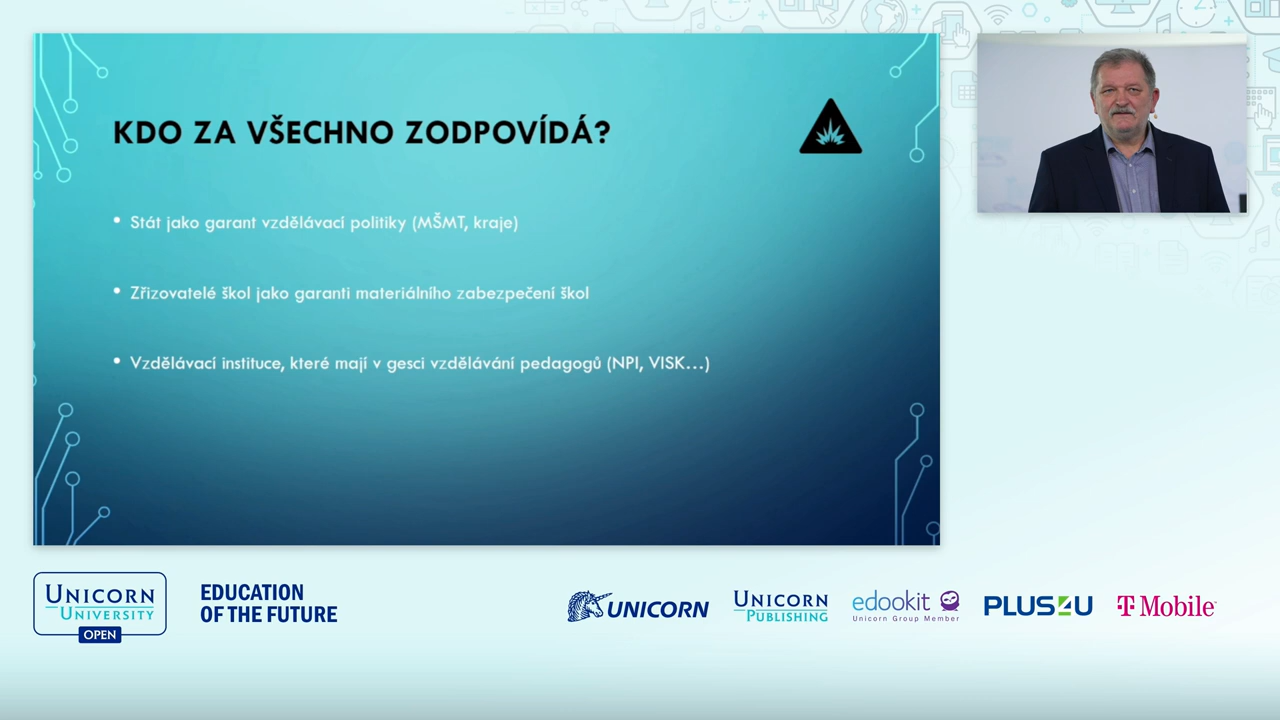 KDO ZA VŠECHNO ZODPOVÍDÁ?
• Stát jako garant vzdělávací politiky (MŠMT, kraje)
• Zřizovatelé škol jako garanti materiálního zabezpečení škol
• Vzdělávací instituce, které mají v gesci vzdělávání pedagogů (NPI, VISK...)
UNICORN
UNIVERSITY
OPEN
EDUCATION
OF THE FUTURE
UNICORN
UNICORN
PUBLISHING
edookit
Unicorn Group Member
PLUS4U
T Mobile